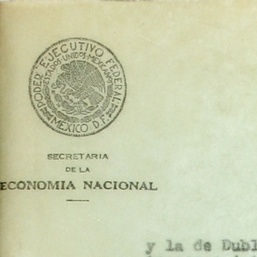 PODER EJECUTIVO FEDERAL
ESTADOS UNIDOS MEXICANOS
MEXICO D.F.
SECRETARIA
DE LA
ECONOMIA NACIONAL
y la de Dubl